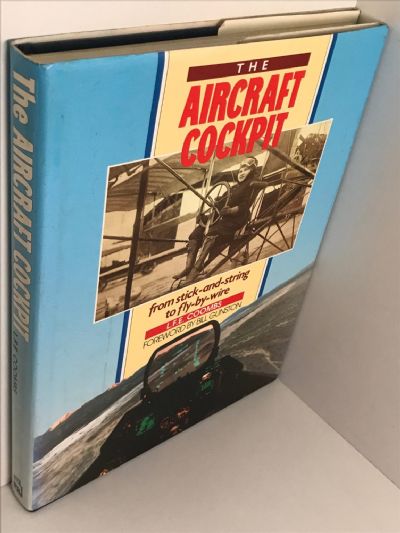 THE
AIRCRAFT
COCKPIT
from stick-and-string
to fly-by-wire
L.F.E. COOMBS
FOREWORD BY BILL GUNSTON
The AIRCRAFT COCKPIT
L.F.E. COOMBS